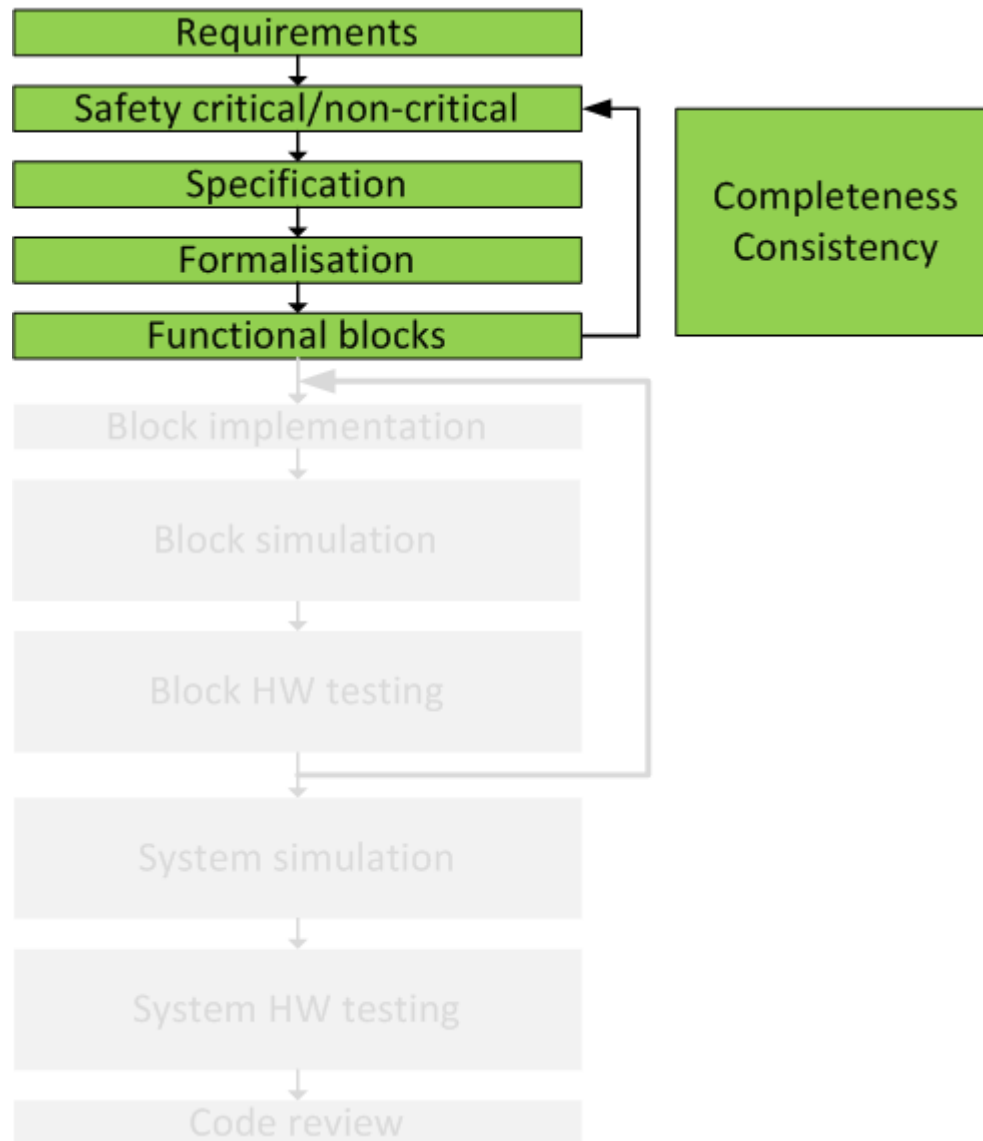 Requirements
Safety critical/non-critical
Specification
Formalisation
Functional blocks
Completeness
Consistency
Block implementation
Block simulation
Block HW testing
System simulation
System HW testing
Code review